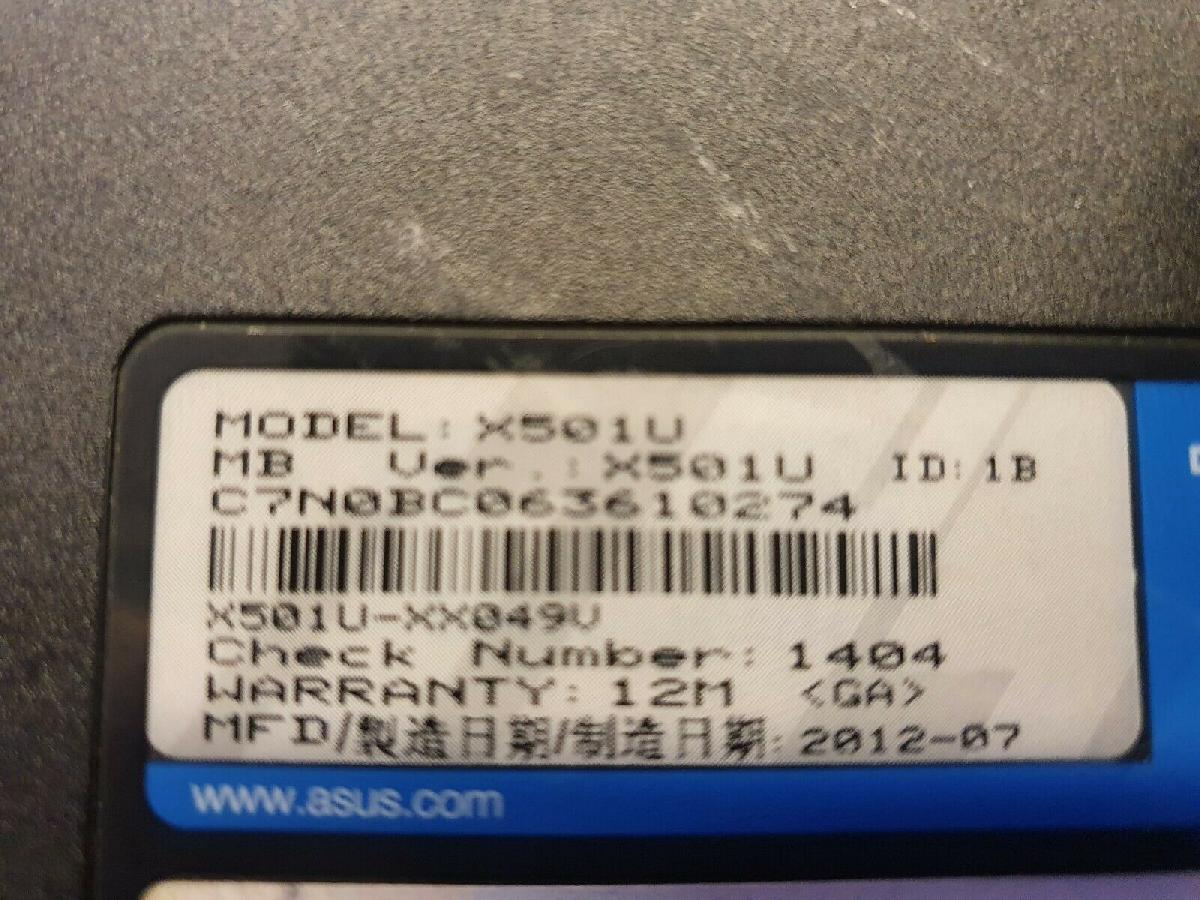 MODEL: X501U
MB Ver.: X501U ID: 1B
C7N0BC063610274
X501U-XX049V
Check Number: 1404
WARRANTY: 12M <GA>
MFD/製造日期/制造日期: 2012-07
www.asus.com